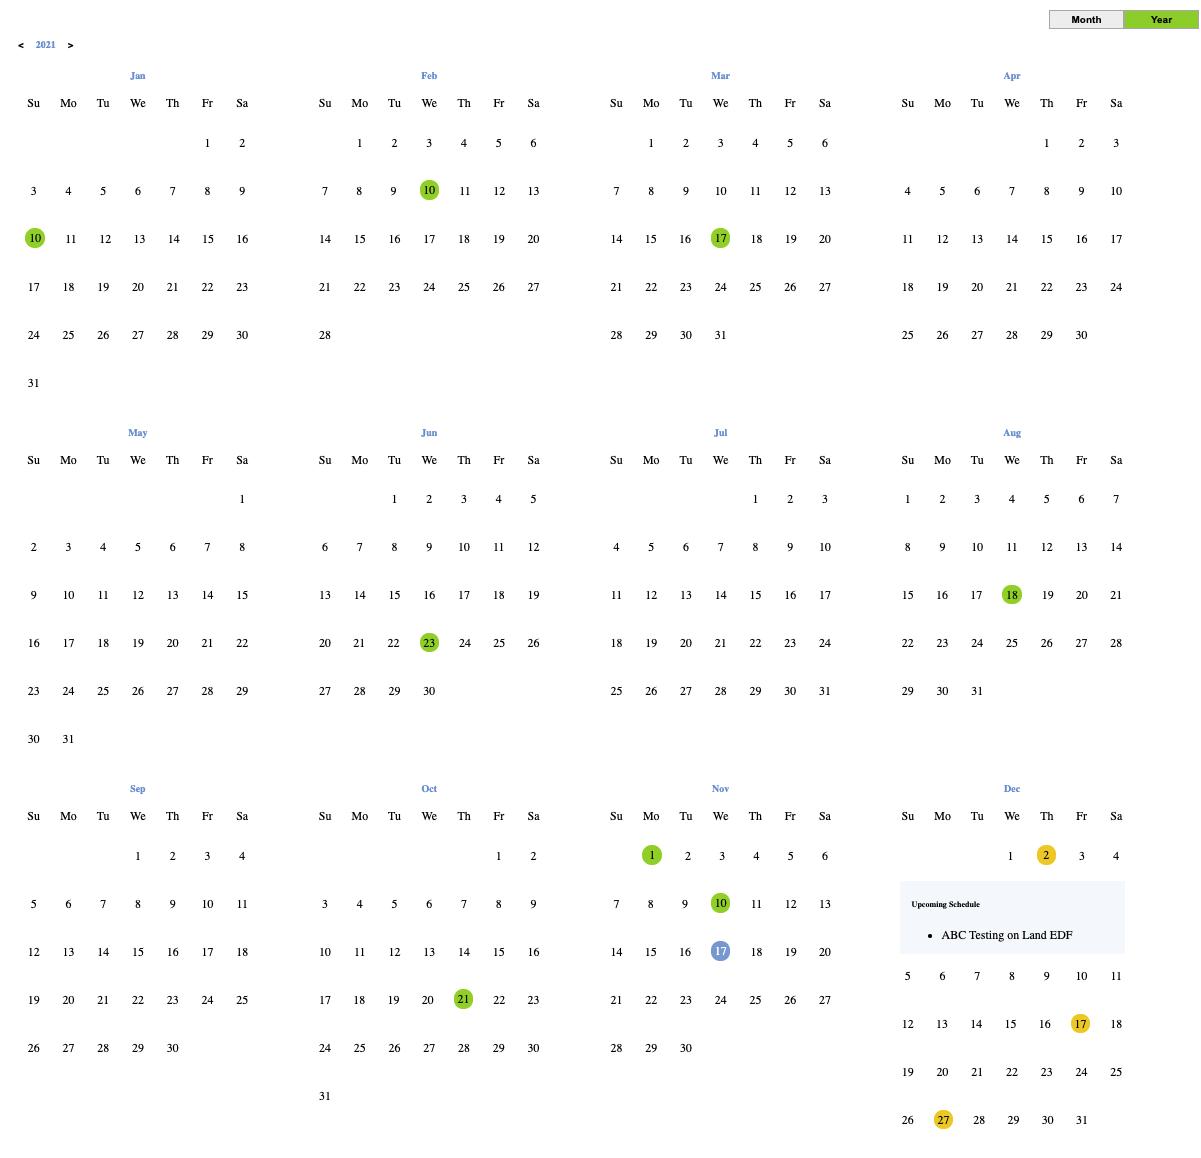 Month Year
< 2021 >
Jan
Su Mo Tu We Th Fr Sa
1 2
3 4 5 6 7 8 9
10 11 12 13 14 15 16
17 18 19 20 21 22 23
24 25 26 27 28 29 30
31
Feb
Su Mo Tu We Th Fr Sa
1 2 3 4 5 6
7 8 9 10 11 12 13
14 15 16 17 18 19 20
21 22 23 24 25 26 27
28
Mar
Su Mo Tu We Th Fr Sa
1 2 3 4 5 6
7 8 9 10 11 12 13
14 15 16 17 18 19 20
21 22 23 24 25 26 27
28 29 30 31
Apr
Su Mo Tu We Th Fr Sa
1 2 3
4 5 6 7 8 9 10
11 12 13 14 15 16 17
18 19 20 21 22 23 24
25 26 27 28 29 30
May
Su Mo Tu We Th Fr Sa
1
2 3 4 5 6 7 8
9 10 11 12 13 14 15
16 17 18 19 20 21 22
23 24 25 26 27 28 29
30 31
Jun
Su Mo Tu We Th Fr Sa
1 2 3 4 5
6 7 8 9 10 11 12
13 14 15 16 17 18 19
20 21 22 23 24 25 26
27 28 29 30
Jul
Su Mo Tu We Th Fr Sa
1 2 3
4 5 6 7 8 9 10
11 12 13 14 15 16 17
18 19 20 21 22 23 24
25 26 27 28 29 30 31
Aug
Su Mo Tu We Th Fr Sa
1 2 3 4 5 6 7
8 9 10 11 12 13 14
15 16 17 18 19 20 21
22 23 24 25 26 27 28
29 30 31
Sep
Su Mo Tu We Th Fr Sa
1 2 3 4
5 6 7 8 9 10 11
12 13 14 15 16 17 18
19 20 21 22 23 24 25
26 27 28 29 30
Oct
Su Mo Tu We Th Fr Sa
1 2
3 4 5 6 7 8 9
10 11 12 13 14 15 16
17 18 19 20 21 22 23
24 25 26 27 28 29 30
31
Nov
Su Mo Tu We Th Fr Sa
1 2 3 4 5 6
7 8 9 10 11 12 13
14 15 16 17 18 19 20
21 22 23 24 25 26 27
28 29 30
Dec
Su Mo Tu We Th Fr Sa
1 2 3 4
Upcoming Schedule
• ABC Testing on Land EDF
5 6 7 8 9 10 11
12 13 14 15 16 17 18
19 20 21 22 23 24 25
26 27 28 29 30 31